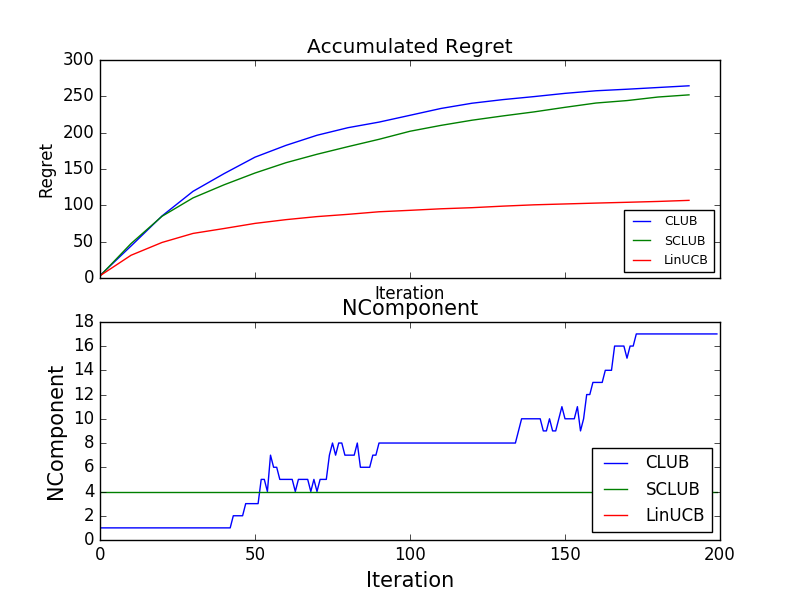 Accumulated Regret
300
250
200
150
100
50
0
Regret
CLUB
SCLUB
LinUCB
Iteration
NComponent
18
16
14
12
10
8
6
4
2
0
NComponent
CLUB
SCLUB
LinUCB
0 50 100 150 200
Iteration